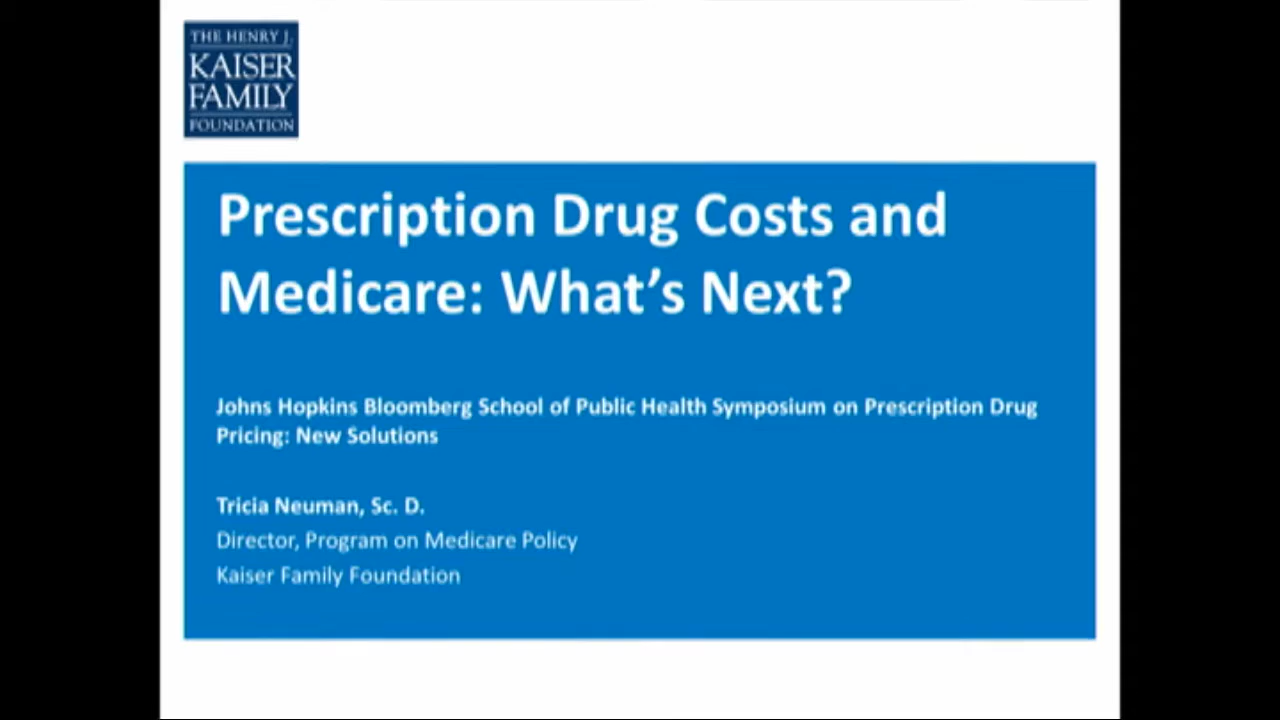 THE HENRY J.
KAISER
FAMILY
FOUNDATION
Prescription Drug Costs and
Medicare: What’s Next?
Johns Hopkins Bloomberg School of Public Health Symposium on Prescription Drug
Pricing: New Solutions
Tricia Neuman, Sc. D.
Director, Program on Medicare Policy
Kaiser Family Foundation